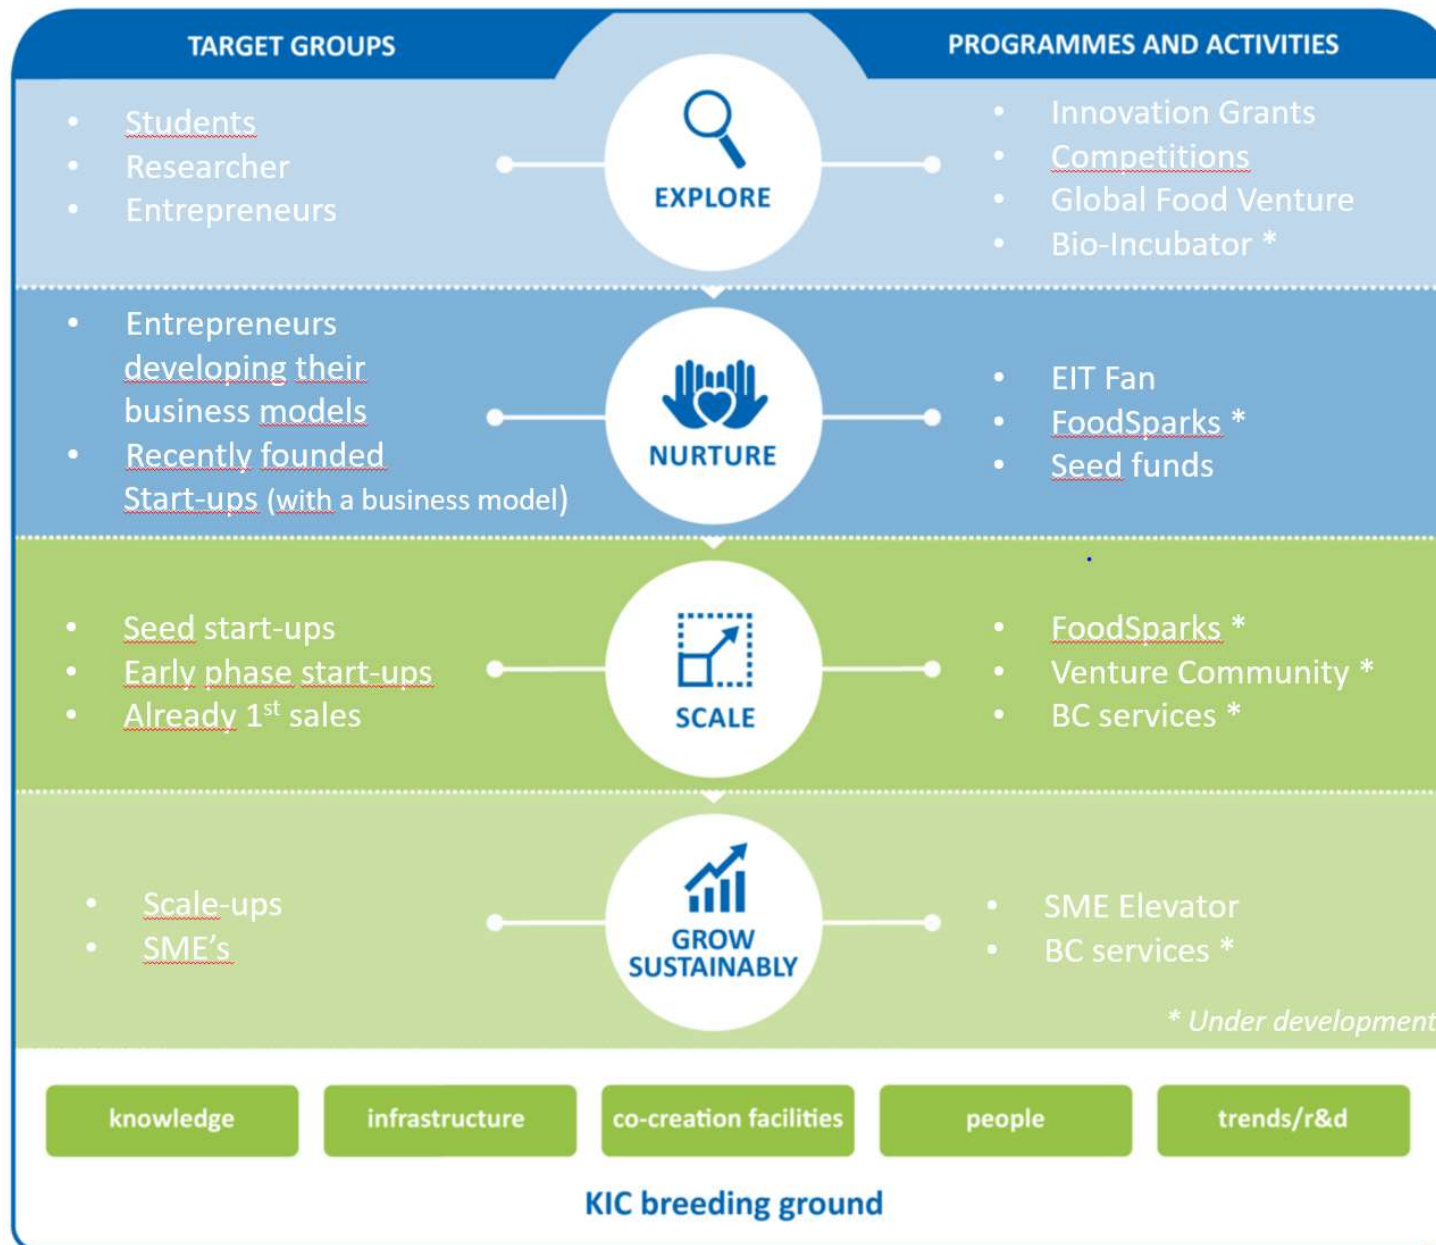 TARGET GROUPS
PROGRAMMES AND ACTIVITIES
• Students
• Researcher
• Entrepreneurs
EXPLORE
• Innovation Grants
• Competitions
• Global Food Venture
• Bio-Incubator *
• Entrepreneurs
developing their
business models
• Recently founded
Start-ups (with a business model)
NURTURE
• EIT Fan
• FoodSparks *
• Seed funds
• Seed start-ups
• Early phase start-ups
• Already 1st sales
SCALE
• FoodSparks *
• Venture Community *
• BC services *
• Scale-ups
• SME's
GROW
SUSTAINABLY
• SME Elevator
• BC services *
* Under development
knowledge
infrastructure
co-creation facilities
people
trends/r&d
KIC breeding ground